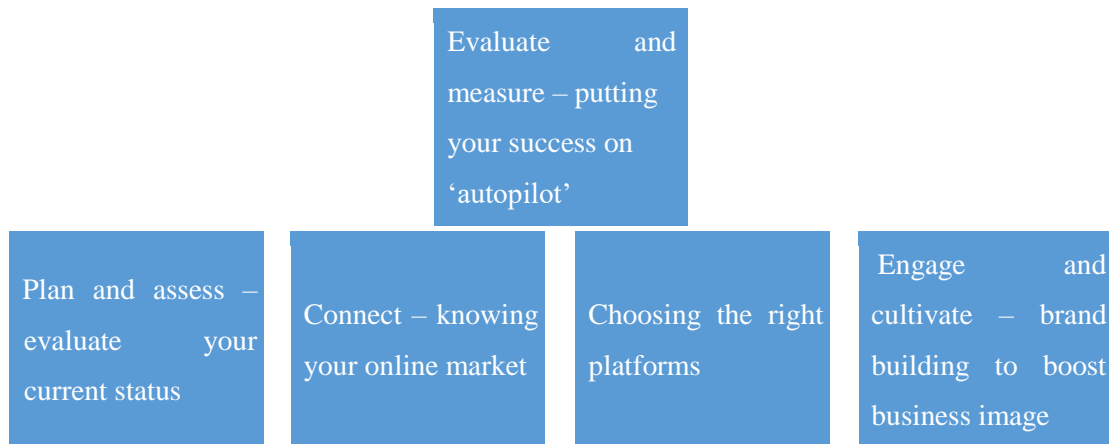 Evaluate and
measure – putting
your success on
‘autopilot’
Plan and assess –
evaluate your
current status
Connect – knowing
your online market
Choosing the right
platforms
Engage and
cultivate – brand
building to boost
business image